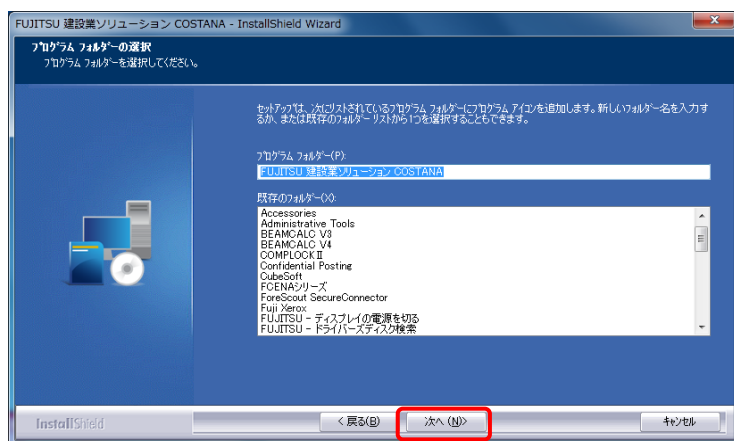 FUJITSU 建設業ソリューション COSTANA - InstallShield Wizard
プログラム フォルダーの選択
プログラム フォルダーを選択してください。
セットアップは、次にリストされているプログラム フォルダーにプログラム アイコンを追加します。新しいフォルダー名を入力す
るか、または既存のフォルダー リストから1つを選択することもできます。
プログラム フォルダー(P):
FUJITSU 建設業ソリューション COSTANA
既存のフォルダー(X):
Accessories
Administrative Tools
BEAMCALC V3
BEAMCALC V4
COMPLOCKⅡ
Confidential Posting
CubeSoft
FCENAシリーズ
ForeScout SecureConnector
Fuji Xerox
FUJITSU - ディスプレイの電源を切る
FUJITSU - ドライバーズディスク検索
InstallShield
< 戻る(B)
次へ (N)>
キャンセル